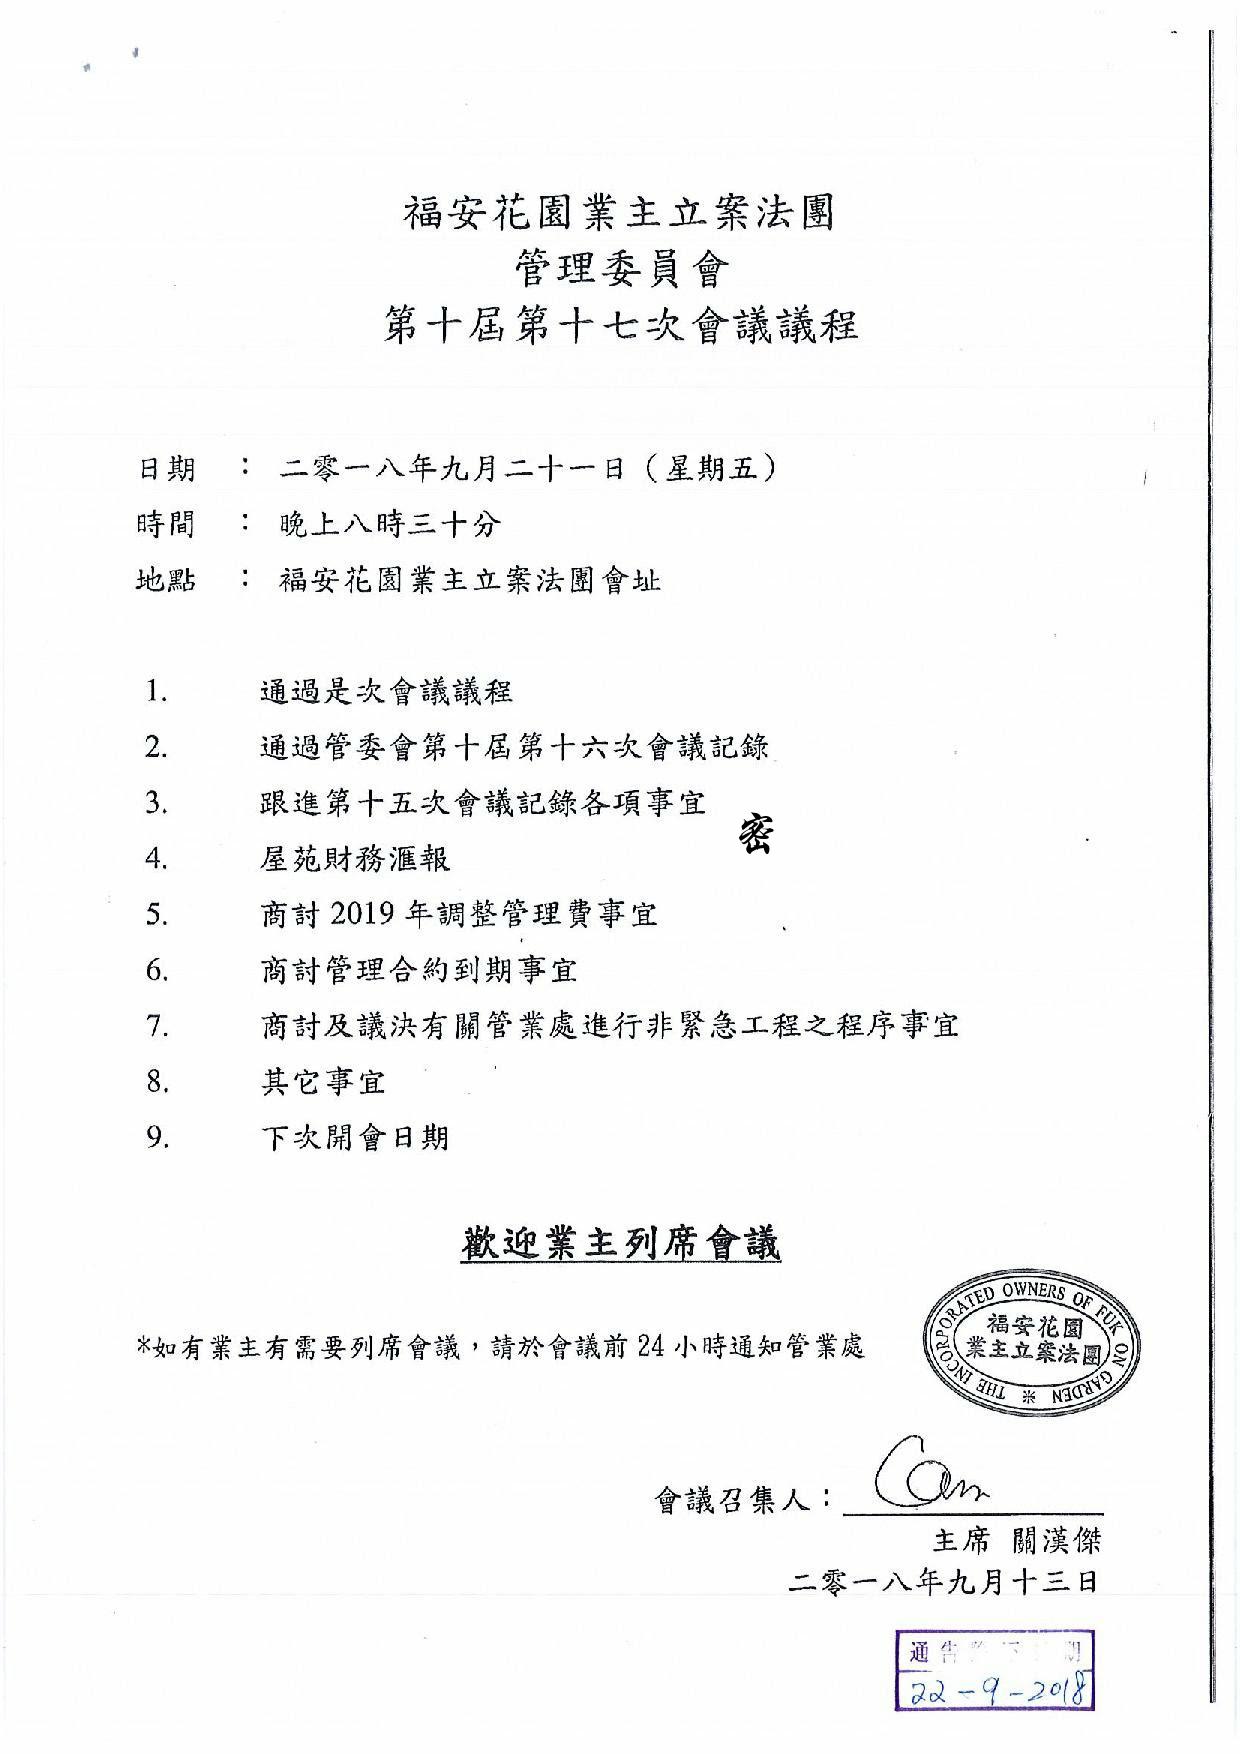 福安花園業主立案法團
管理委員會
第十屆第十七次會議議程
日期 : 二零一八年九月二十一日（星期五）
時間 : 晚上八時三十分
地點 : 福安花園業主立案法團會址
1. 通過是次會議議程
2. 通過管委會第十屆第十六次會議記錄
3. 跟進第十五次會議記錄各項事宜
密
4. 屋苑財務滙報
5. 商討 2019 年調整管理費事宜
6. 商討管理合約到期事宜
7. 商討及議決有關管業處進行非緊急工程之程序事宜
8. 其它事宜
9. 下次開會日期
歡迎業主列席會議
THE INCORPORATED OWNERS OF FUK ON GARDEN
福安花園
業主立案法團
*如有業主有需要列席會議，請於會議前 24 小時通知管業處
會議召集人：
主席 關漢傑
二零一八年九月十三日
通告 下 期
22-9-2018